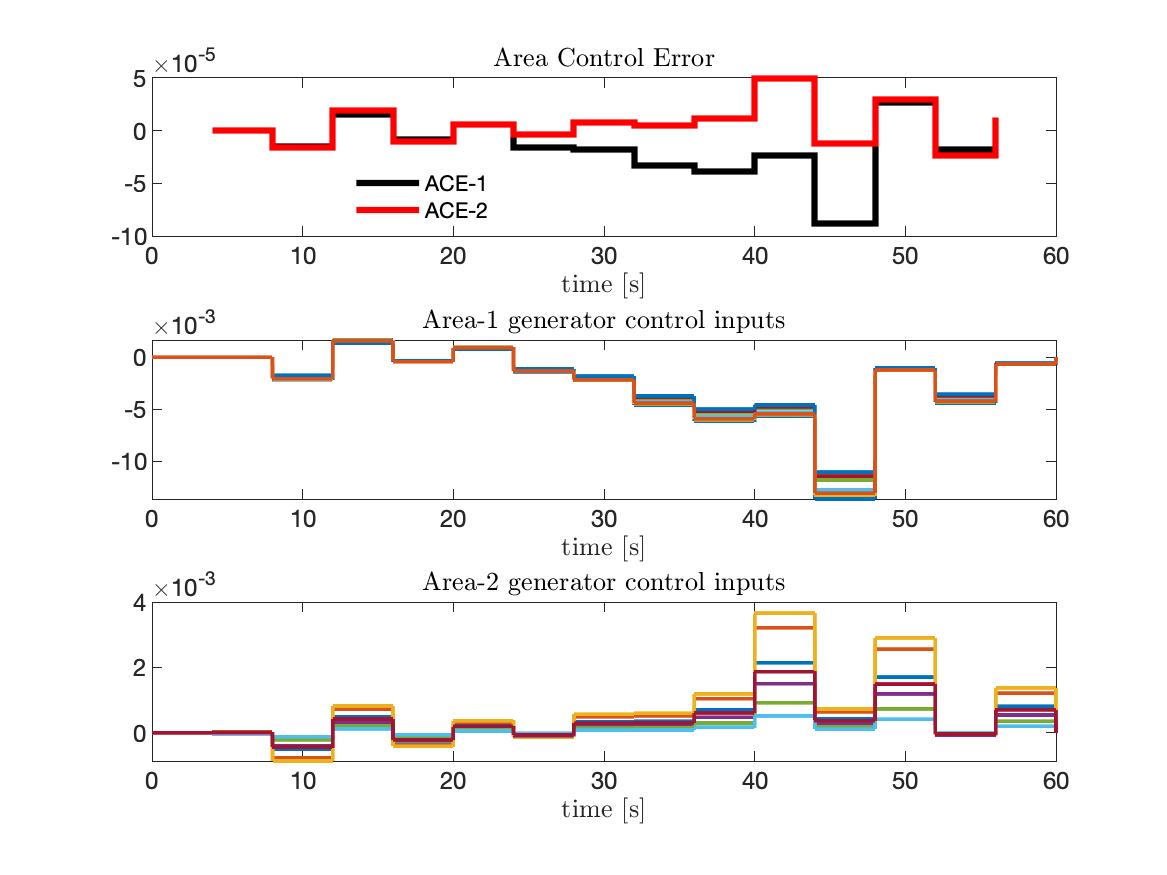 ×10⁻⁵
Area Control Error
5
0
-5
-10
ACE-1
ACE-2
0 10 20 30 40 50 60
time [s]
×10⁻³
Area-1 generator control inputs
0
-5
-10
0 10 20 30 40 50 60
time [s]
×10⁻³
Area-2 generator control inputs
4
2
0
0 10 20 30 40 50 60
time [s]